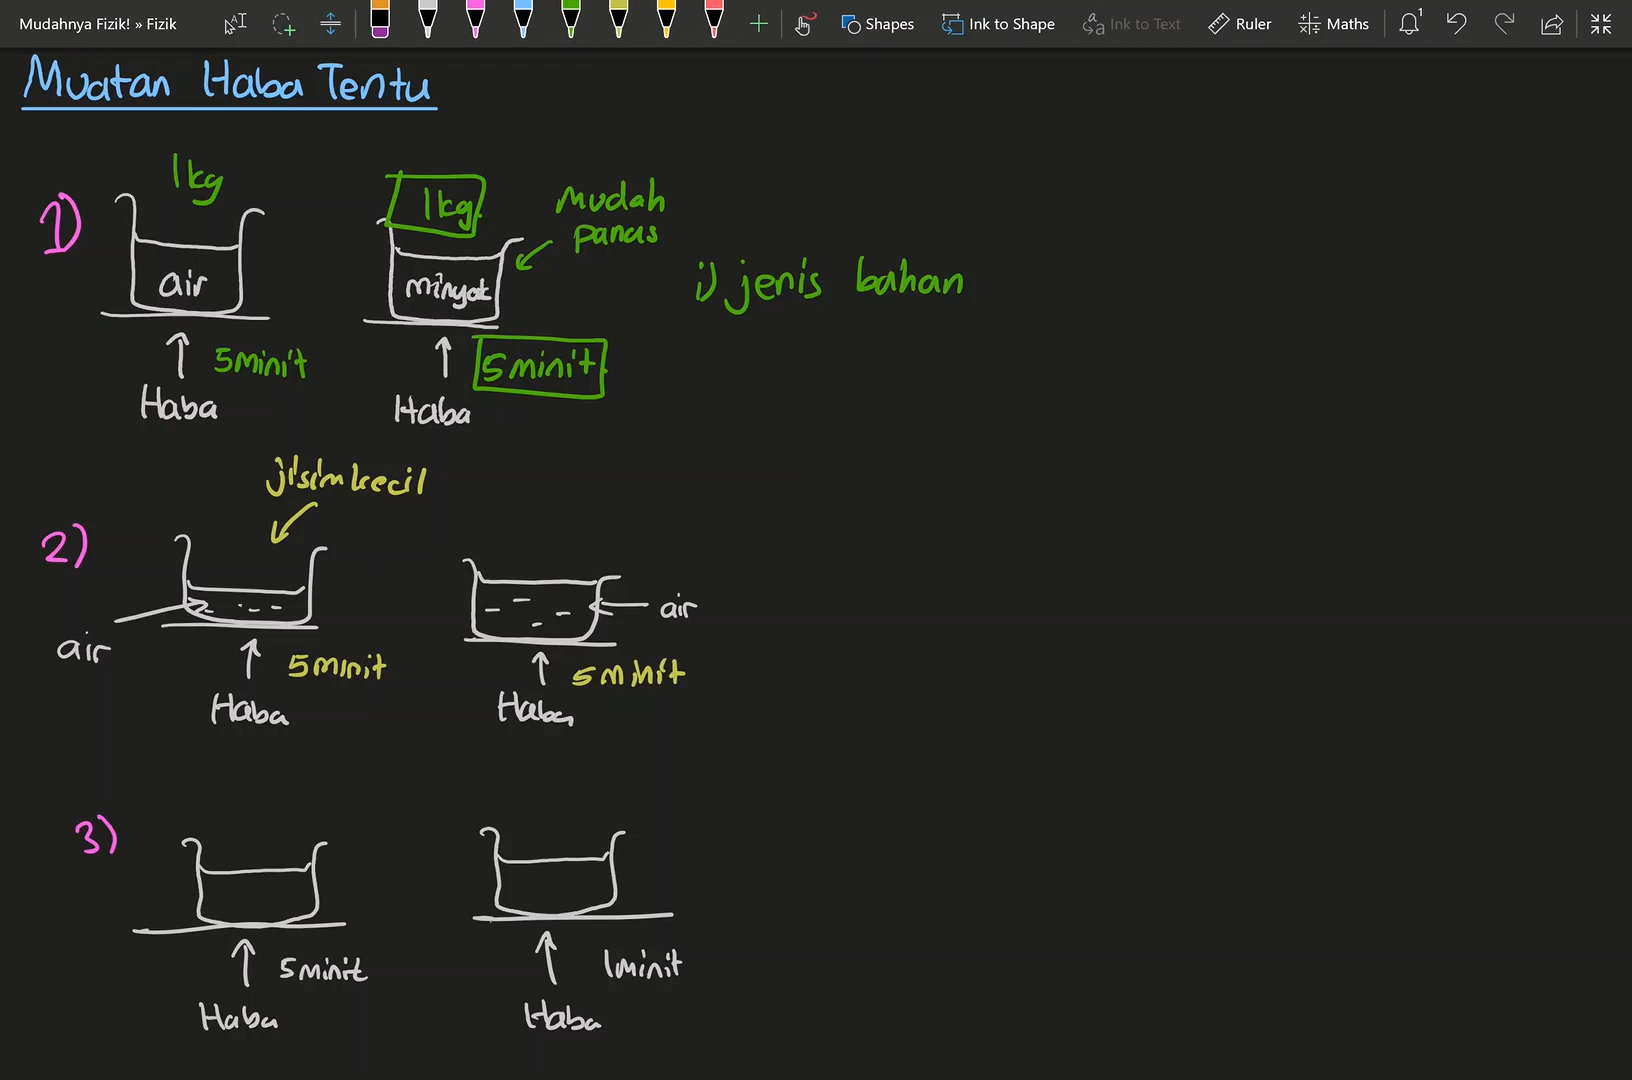 Mudahnya Fizik! » Fizik
Shapes
Ink to Shape
Ink to Text
Ruler
Maths
1
Muatan Haba Tentu
1)
1kg
air
5minit
Haba
1kg
minyak
mudah
panas
5minit
Haba
i) jenis bahan
2)
jisim kecil
air
5minit
Haba
air
5minit
Haba
3)
5minit
Haba
1minit
Haba